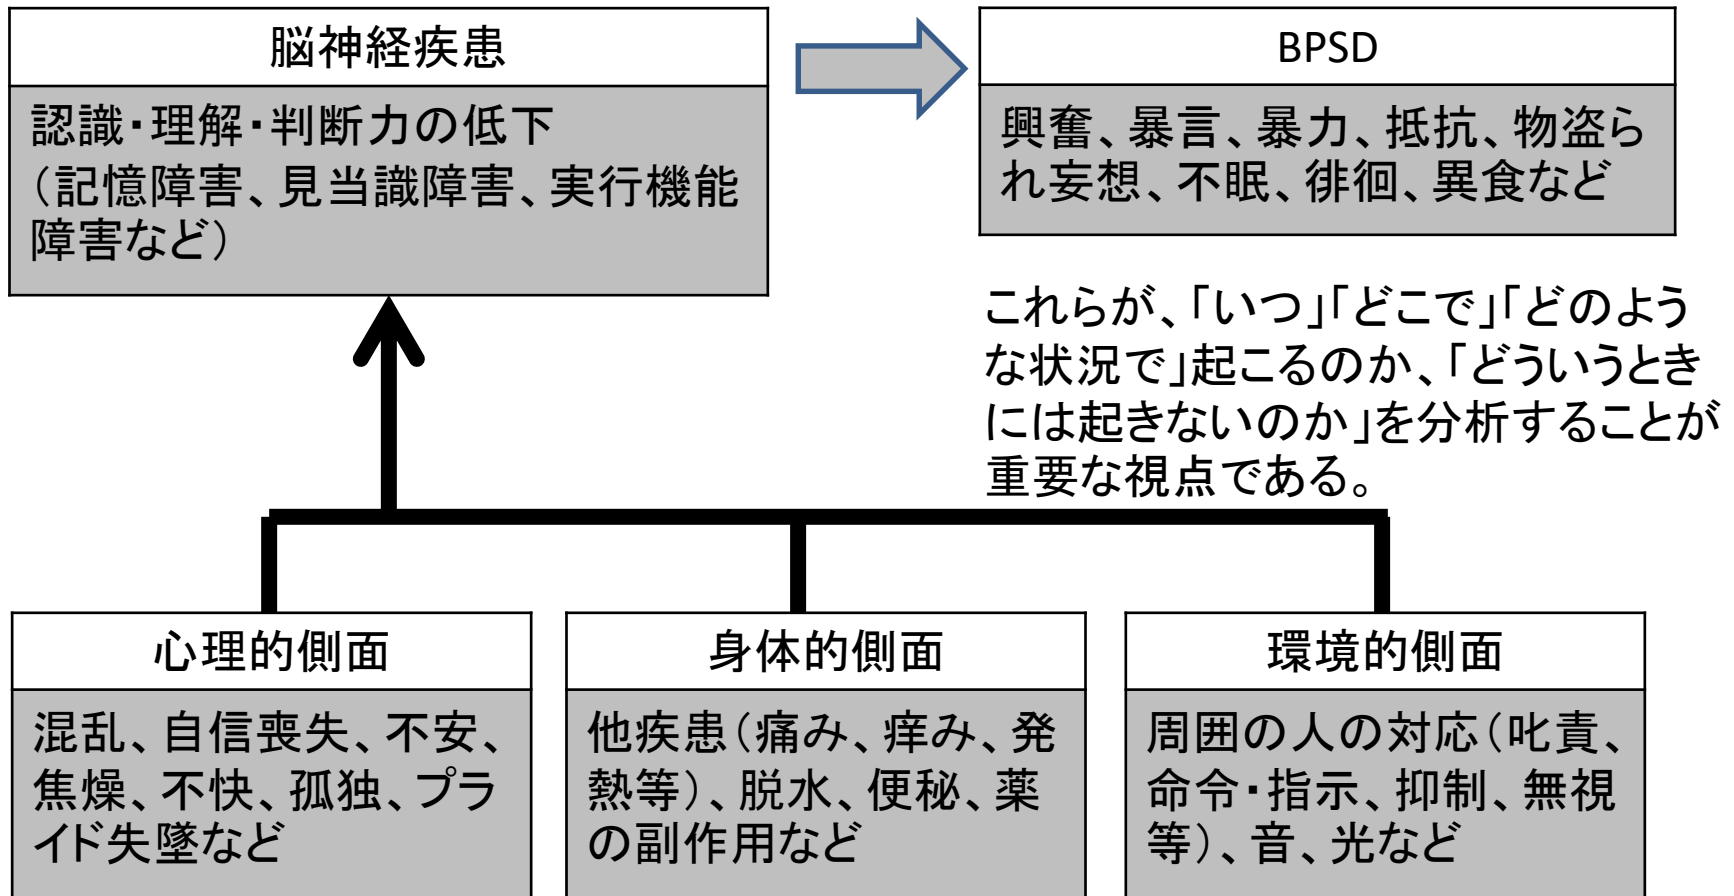 脳神経疾患
認識・理解・判断力の低下
（記憶障害、見当識障害、実行機能
障害など）
BPSD
興奮、暴言、暴力、抵抗、物盗ら
れ妄想、不眠、徘徊、異食など
これらが、「いつ」「どこで」「どのよう
な状況で」起こるのか、「どういうとき
には起きないのか」を分析することが
重要な視点である。
心理的側面
混乱、自信喪失、不安、
焦燥、不快、孤独、プラ
イド失墜など
身体的側面
他疾患（痛み、痒み、発
熱等）、脱水、便秘、薬
の副作用など
環境的側面
周囲の人の対応（叱責、
命令・指示、抑制、無視
等）、音、光など